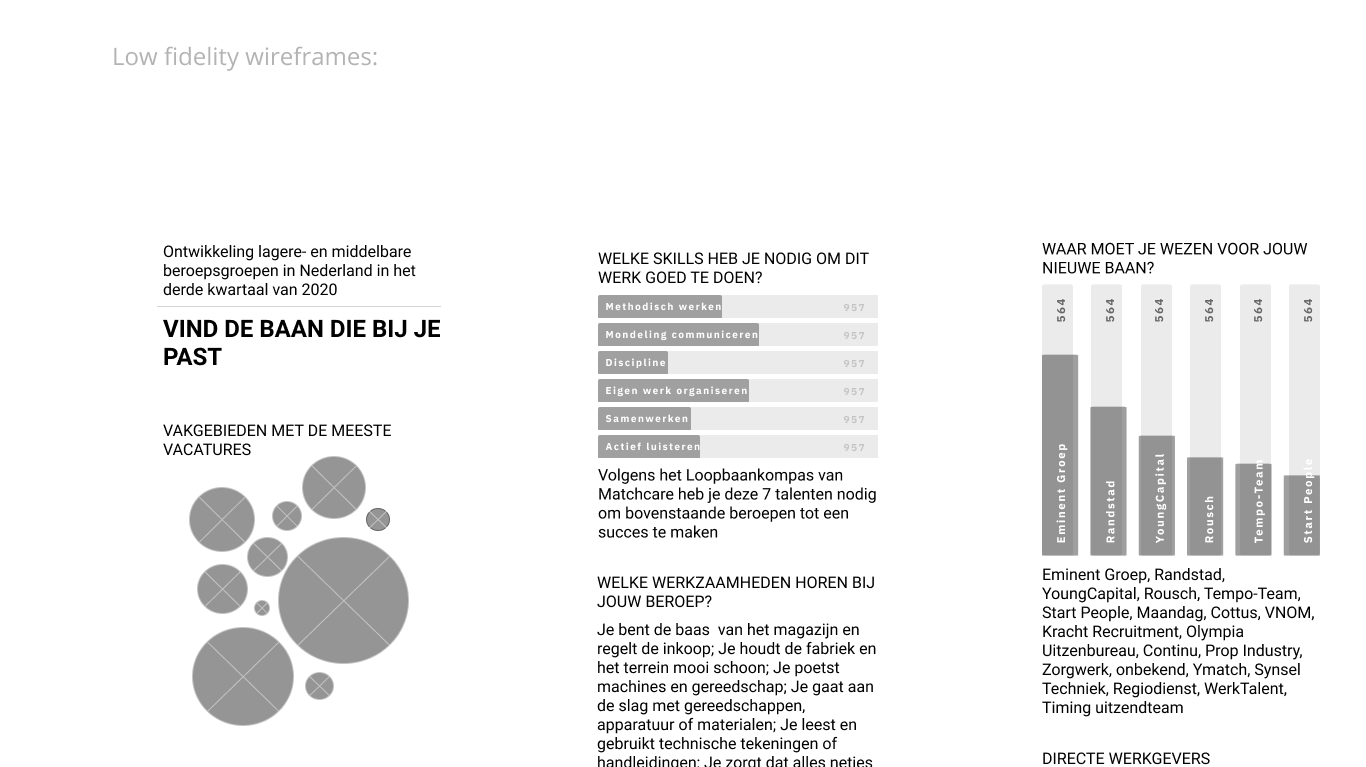 Low fidelity wireframes:
Ontwikkeling lagere- en middelbare
beroepsgroepen in Nederland in het
derde kwartaal van 2020
VIND DE BAAN DIE BIJ JE
PAST
VAKGEBIEDEN MET DE MEESTE
VACATURES
WELKE SKILLS HEB JE NODIG OM DIT
WERK GOED TE DOEN?
Methodisch werken 957
Mondeling communiceren 957
Discipline 957
Eigen werk organiseren 957
Samenwerken 957
Actief luisteren 957
Volgens het Loopbaankompas van
Matchcare heb je deze 7 talenten nodig
om bovenstaande beroepen tot een
succes te maken
WELKE WERKZAAMHEDEN HOREN BIJ
JOUW BEROEP?
Je bent de baas  van het magazijn en
regelt de inkoop; Je houdt de fabriek en
het terrein mooi schoon; Je poetst
machines en gereedschap; Je gaat aan
de slag met gereedschappen,
apparatuur of materialen; Je leest en
gebruikt technische tekeningen of
handleidingen; Je zorgt dat alles netjes
WAAR MOET JE WEZEN VOOR JOUW
NIEUWE BAAN?
Eminent Groep 564
Randstad 564
YoungCapital 564
Rousch 564
Tempo-Team 564
Start People 564
Eminent Groep, Randstad,
YoungCapital, Rousch, Tempo-Team,
Start People, Maandag, Cottus, VNOM,
Kracht Recruitment, Olympia
Uitzenbureau, Continu, Prop Industry,
Zorgwerk, onbekend, Ymatch, Synsel
Techniek, Regiodienst, WerkTalent,
Timing uitzendteam
DIRECTE WERKGEVERS